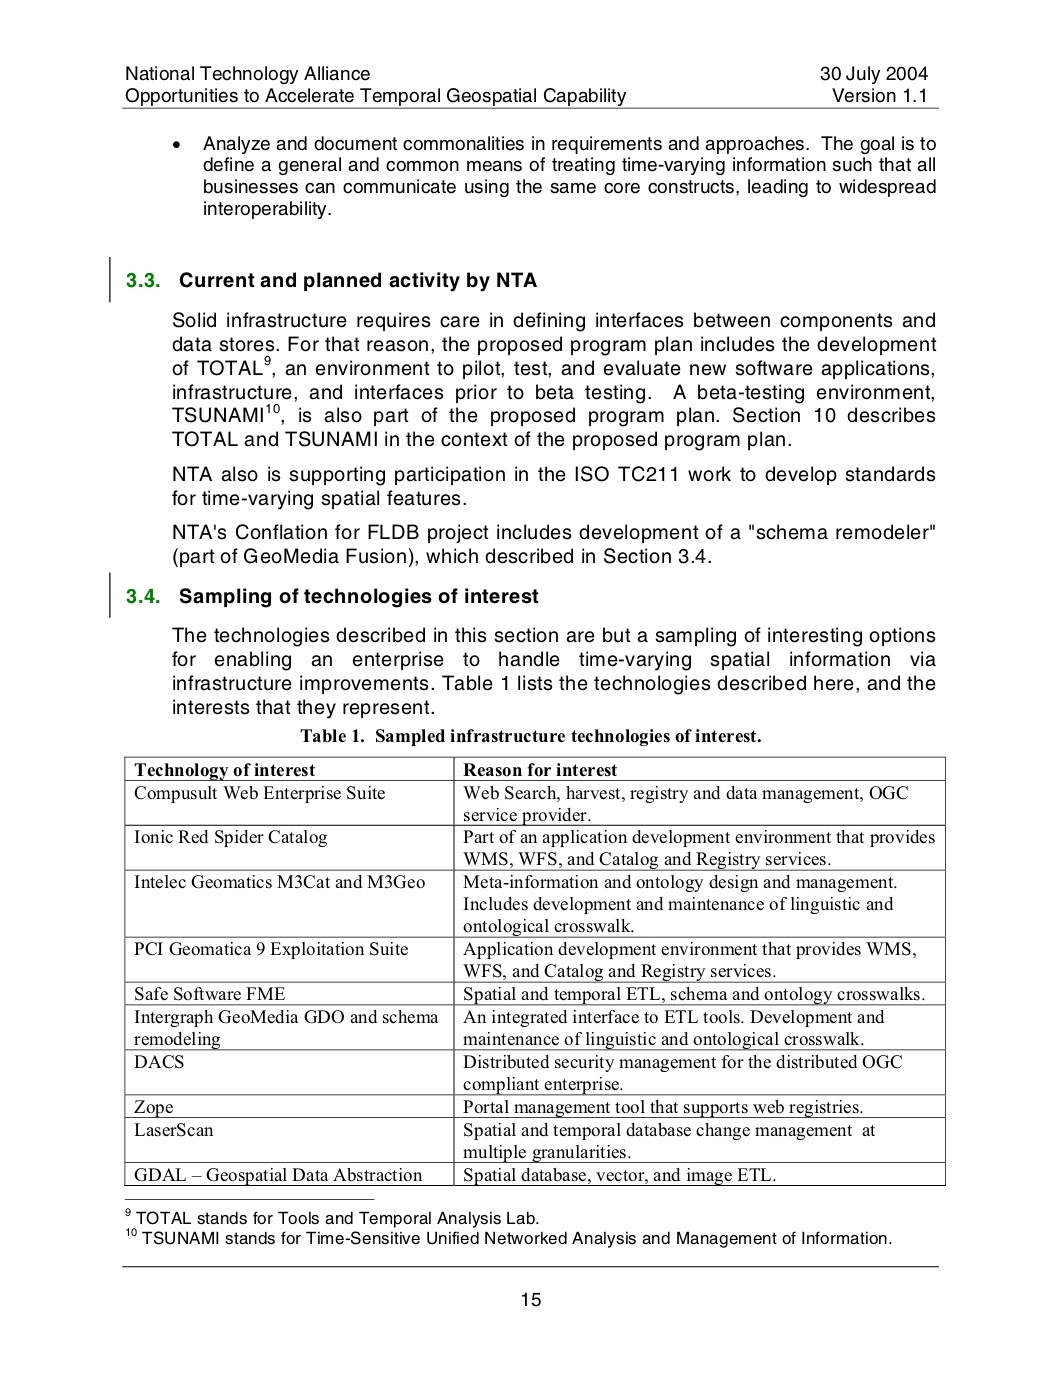 National Technology Alliance 30 July 2004
Opportunities to Accelerate Temporal Geospatial Capability Version 1.1
• Analyze and document commonalities in requirements and approaches. The goal is to
define a general and common means of treating time-varying information such that all
businesses can communicate using the same core constructs, leading to widespread
interoperability.
3.3. Current and planned activity by NTA
Solid infrastructure requires care in defining interfaces between components and
data stores. For that reason, the proposed program plan includes the development
of TOTAL9, an environment to pilot, test, and evaluate new software applications,
infrastructure, and interfaces prior to beta testing. A beta-testing environment,
TSUNAMI10, is also part of the proposed program plan. Section 10 describes
TOTAL and TSUNAMI in the context of the proposed program plan.
NTA also is supporting participation in the ISO TC211 work to develop standards
for time-varying spatial features.
NTA's Conflation for FLDB project includes development of a "schema remodeler"
(part of GeoMedia Fusion), which described in Section 3.4.
3.4. Sampling of technologies of interest
The technologies described in this section are but a sampling of interesting options
for enabling an enterprise to handle time-varying spatial information via
infrastructure improvements. Table 1 lists the technologies described here, and the
interests that they represent.
Table 1. Sampled infrastructure technologies of interest.
Technology of interest Reason for interest
Compusult Web Enterprise Suite Web Search, harvest, registry and data management, OGC
service provider.
Ionic Red Spider Catalog Part of an application development environment that provides
WMS, WFS, and Catalog and Registry services.
Intelec Geomatics M3Cat and M3Geo Meta-information and ontology design and management.
Includes development and maintenance of linguistic and
ontological crosswalk.
PCI Geomatica 9 Exploitation Suite Application development environment that provides WMS,
WFS, and Catalog and Registry services.
Safe Software FME Spatial and temporal ETL, schema and ontology crosswalks.
Intergraph GeoMedia GDO and schema An integrated interface to ETL tools. Development and
remodeling maintenance of linguistic and ontological crosswalk.
DACS Distributed security management for the distributed OGC
compliant enterprise.
Zope Portal management tool that supports web registries.
LaserScan Spatial and temporal database change management at
multiple granularities.
GDAL – Geospatial Data Abstraction Spatial database, vector, and image ETL.
9 TOTAL stands for Tools and Temporal Analysis Lab.
10 TSUNAMI stands for Time-Sensitive Unified Networked Analysis and Management of Information.
15